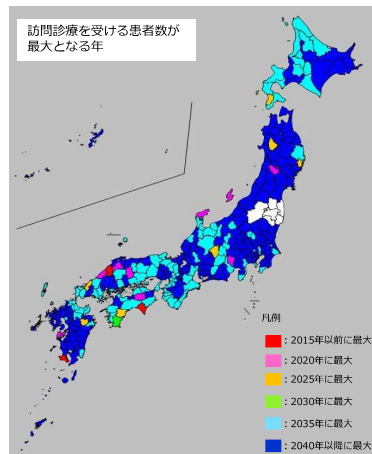 訪問診療を受ける患者数が
最大となる年
凡例
：2015年以前に最大
：2020年に最大
：2025年に最大
：2030年に最大
：2035年に最大
：2040年以降に最大